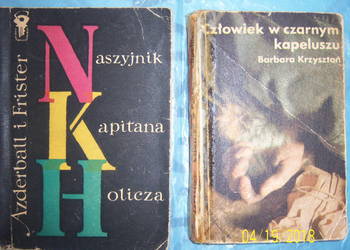 Azderball i Frister
Naszyjnik
Kapitana
Holicza
Człowiek w czarnym
kapeluszu
Barbara Krzysztoń
04/15/2018